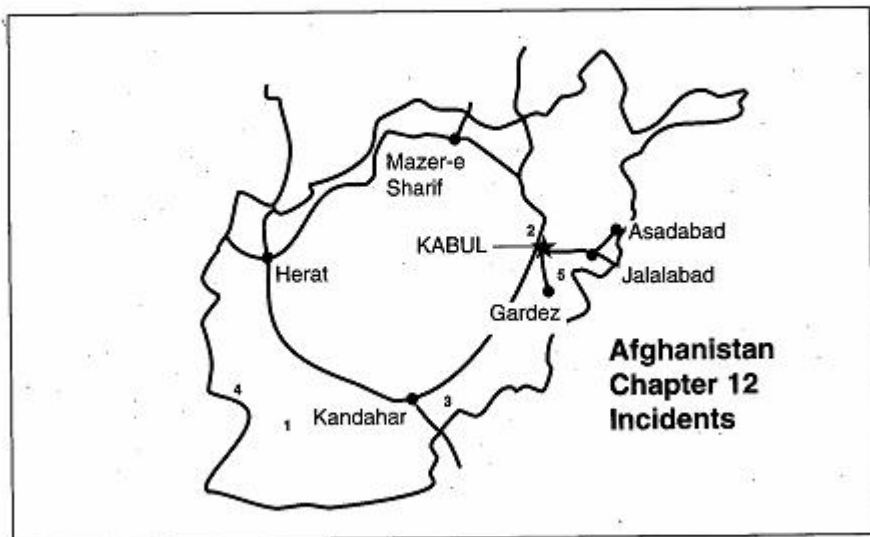 Mazer-e
Sharif
2
Asadabad
KABUL
Herat
5
Jalalabad
Gardez
Afghanistan
Chapter 12
Incidents
4
3
Kandahar
1